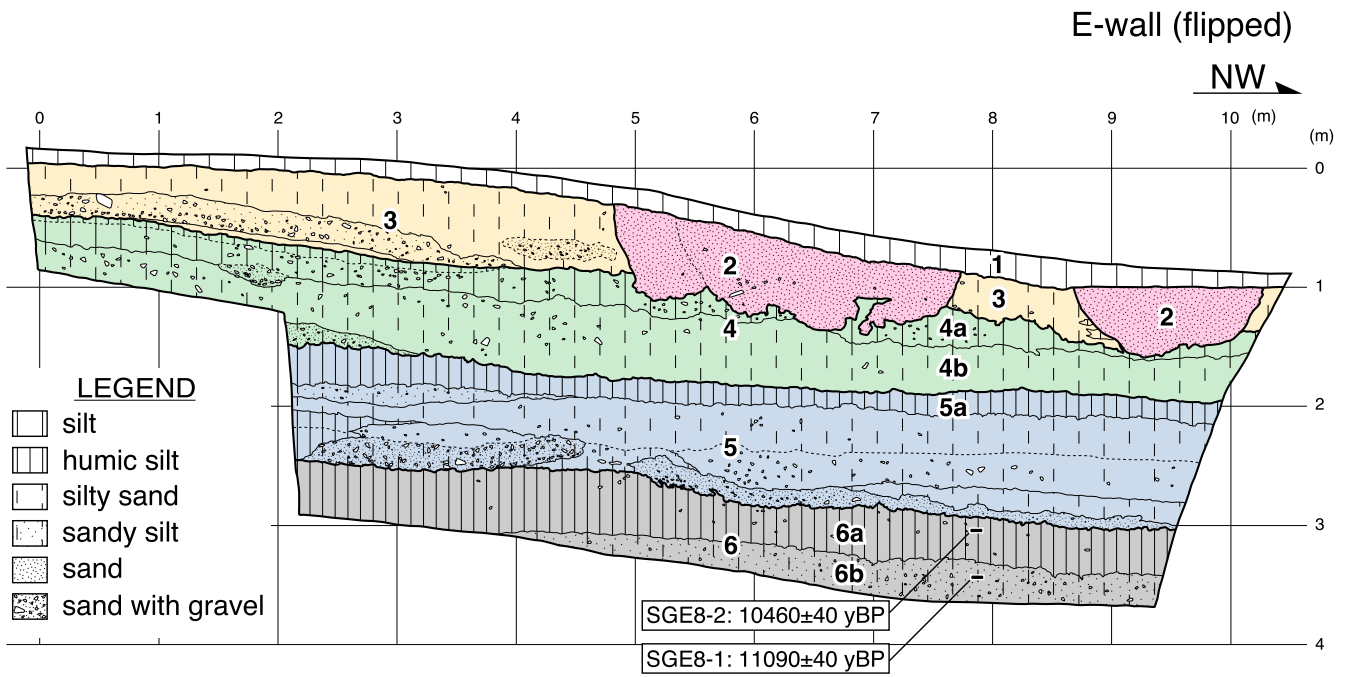 E-wall (flipped)
NW
0 1 2 3 4 5 6 7 8 9 10 (m)
(m)
0
3
2
1
3
2
1
4
4a
4b
LEGEND
5a
2
silt
5
humic silt
silty sand
sandy silt
6a
3
6
sand
6b
sand with gravel
SGE8-2: 10460±40 yBP
4
SGE8-1: 11090±40 yBP